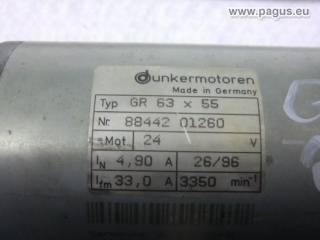 www.pagus.eu
dunkermotoren
Made in Germany
Typ GR 63 x 55
Nr. 88442 01260
~Mot. 24 V
IN 4,90 A 26/96
Ifm 33,0 A 3350 min-1